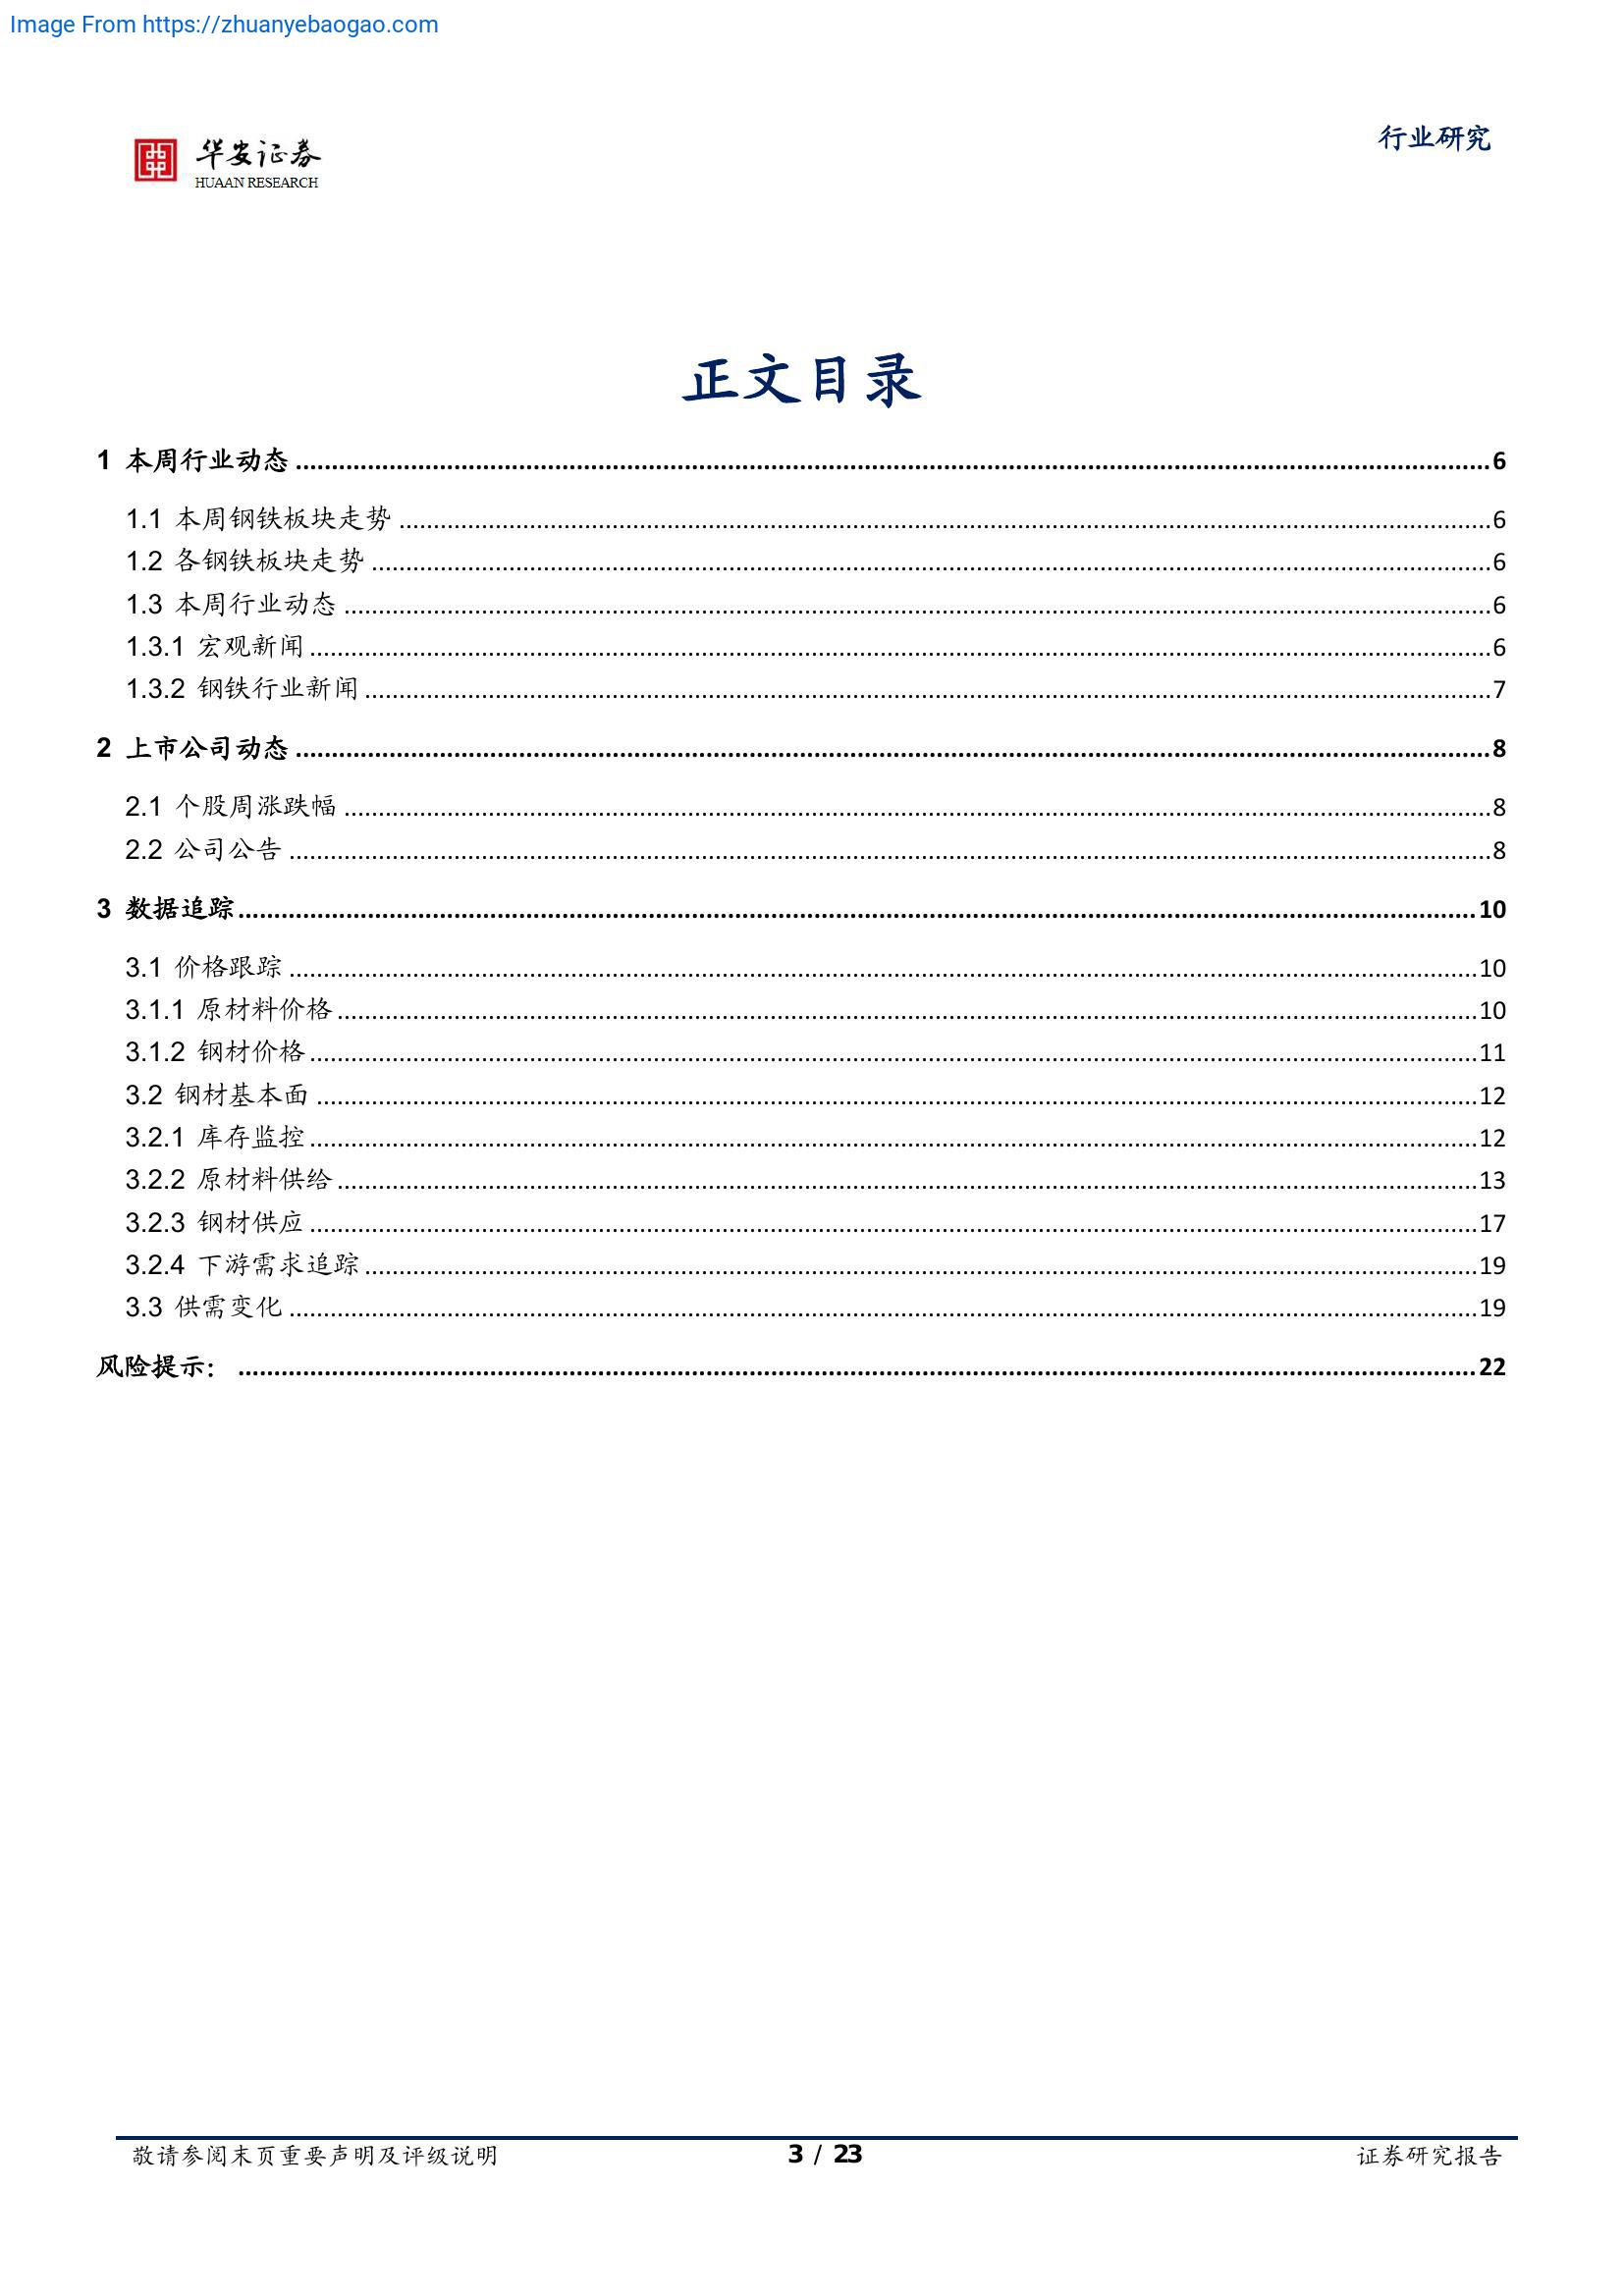 Image From https://zhuanyebaogao.com
华安证券
HUAAN RESEARCH
行业研究
正文目录
1 本周行业动态 6
1.1 本周钢铁板块走势 6
1.2 各钢铁板块走势 6
1.3 本周行业动态 6
1.3.1 宏观新闻 6
1.3.2 钢铁行业新闻 7
2 上市公司动态 8
2.1 个股周涨跌幅 8
2.2 公司公告 8
3 数据追踪 10
3.1 价格跟踪 10
3.1.1 原材料价格 10
3.1.2 钢材价格 11
3.2 钢材基本面 12
3.2.1 库存监控 12
3.2.2 原材料供给 13
3.2.3 钢材供应 17
3.2.4 下游需求追踪 19
3.3 供需变化 19
风险提示： 22
敬请参阅末页重要声明及评级说明
3 / 23
证券研究报告